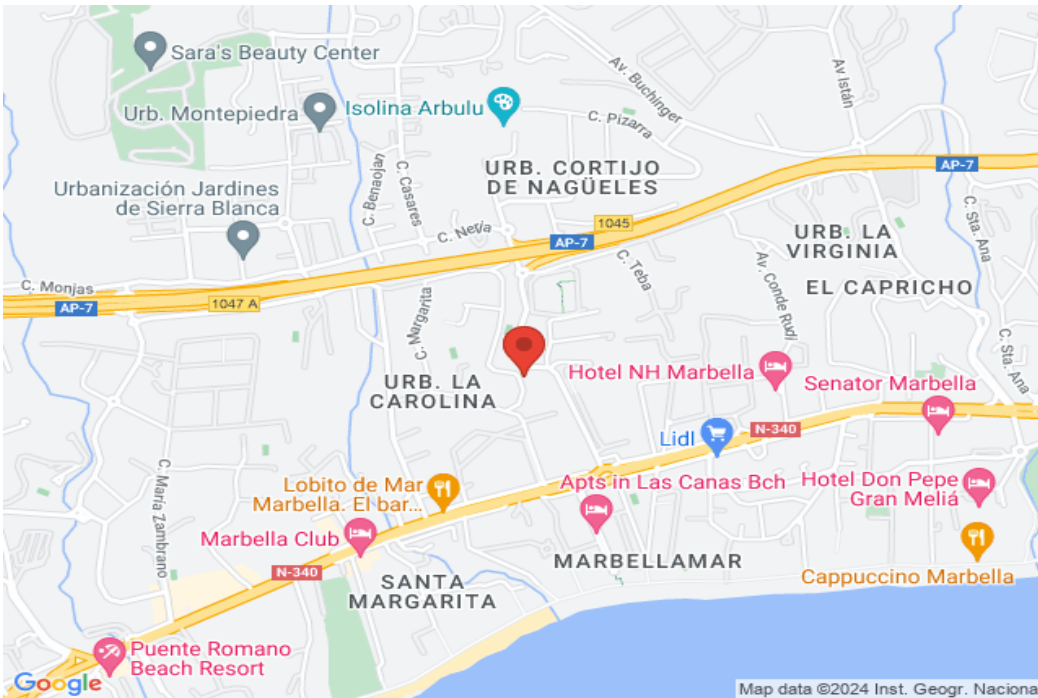 Sara's Beauty Center
Av. Buchinger
Av Istán
Urb. Montepiedra
Isolina Arbulu
C. Pizarra
C. Benaojan
C. Casares
URB. CORTIJO
DE NAGÜELES
AP-7
Urbanización Jardines
de Sierra Blanca
C. Sta. Ana
C. Nerja
1045
AP-7
URB. LA
VIRGINIA
C. Teba
Av. Conde Rudi
C. Monjas
AP-7
1047 A
EL CAPRICHO
C. Margarita
C. Sta. Ana
URB. LA
CAROLINA
Hotel NH Marbella
Senator Marbella
Lidl
N-340
C. María Zambrano
Lobito de Mar
Marbella. El bar...
Apts in Las Canas Bch
Hotel Don Pepe
Gran Meliá
Marbella Club
N-340
SANTA
MARGARITA
MARBELLAMAR
Cappuccino Marbella
Puente Romano
Beach Resort
Google
Map data ©2024 Inst. Geogr. Naciona